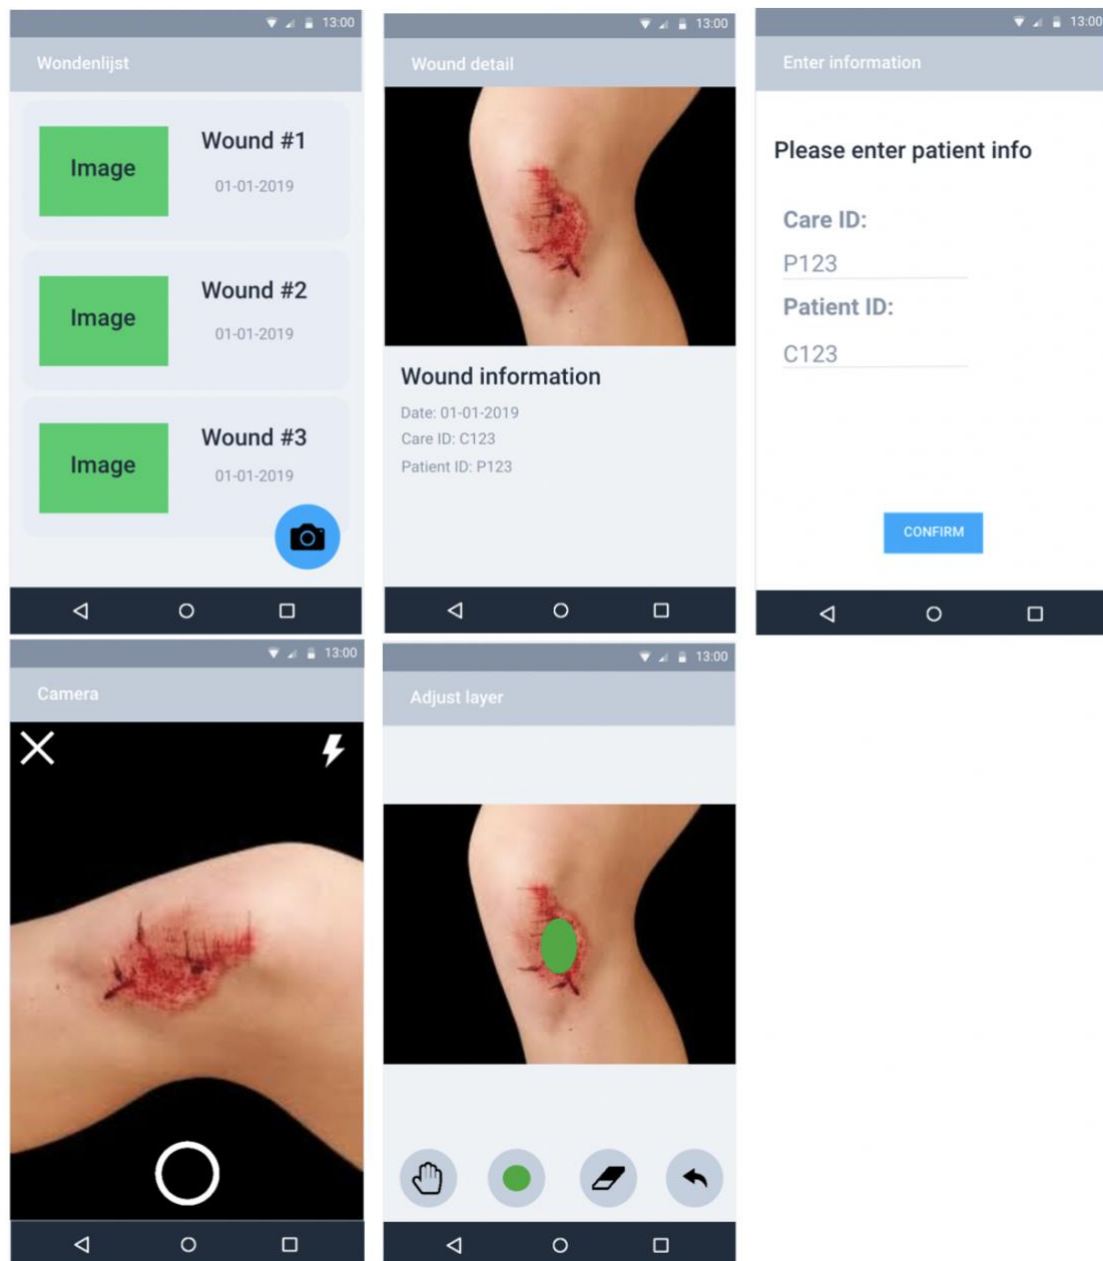 13:00
Wondenlijst
Image
Wound #1
01-01-2019
Image
Wound #2
01-01-2019
Image
Wound #3
01-01-2019
13:00
Wound detail
Wound information
Date: 01-01-2019
Care ID: C123
Patient ID: P123
13:00
Enter information
Please enter patient info
Care ID:
P123
Patient ID:
C123
CONFIRM
13:00
Camera
13:00
Adjust layer